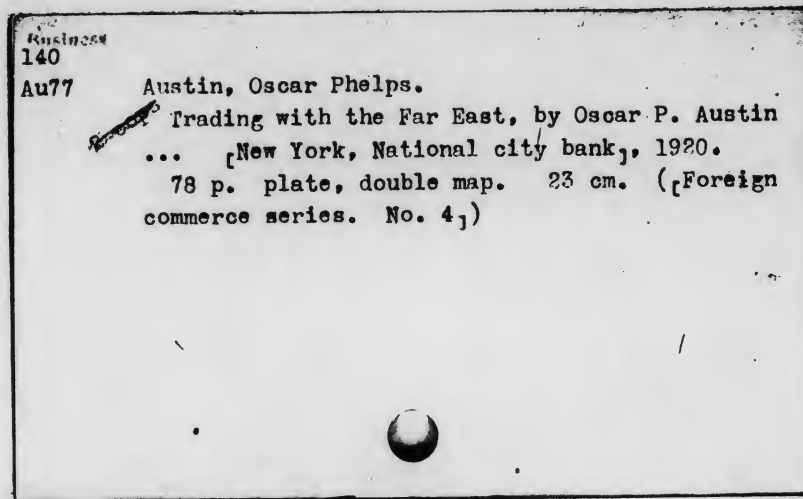 Business
140
Au77 Austin, Oscar Phelps.
Trading with the Far East, by Oscar P. Austin
... [New York, National city bank], 1920.
78 p. plate, double map. 23 cm. ([Foreign
commerce series. No. 4])